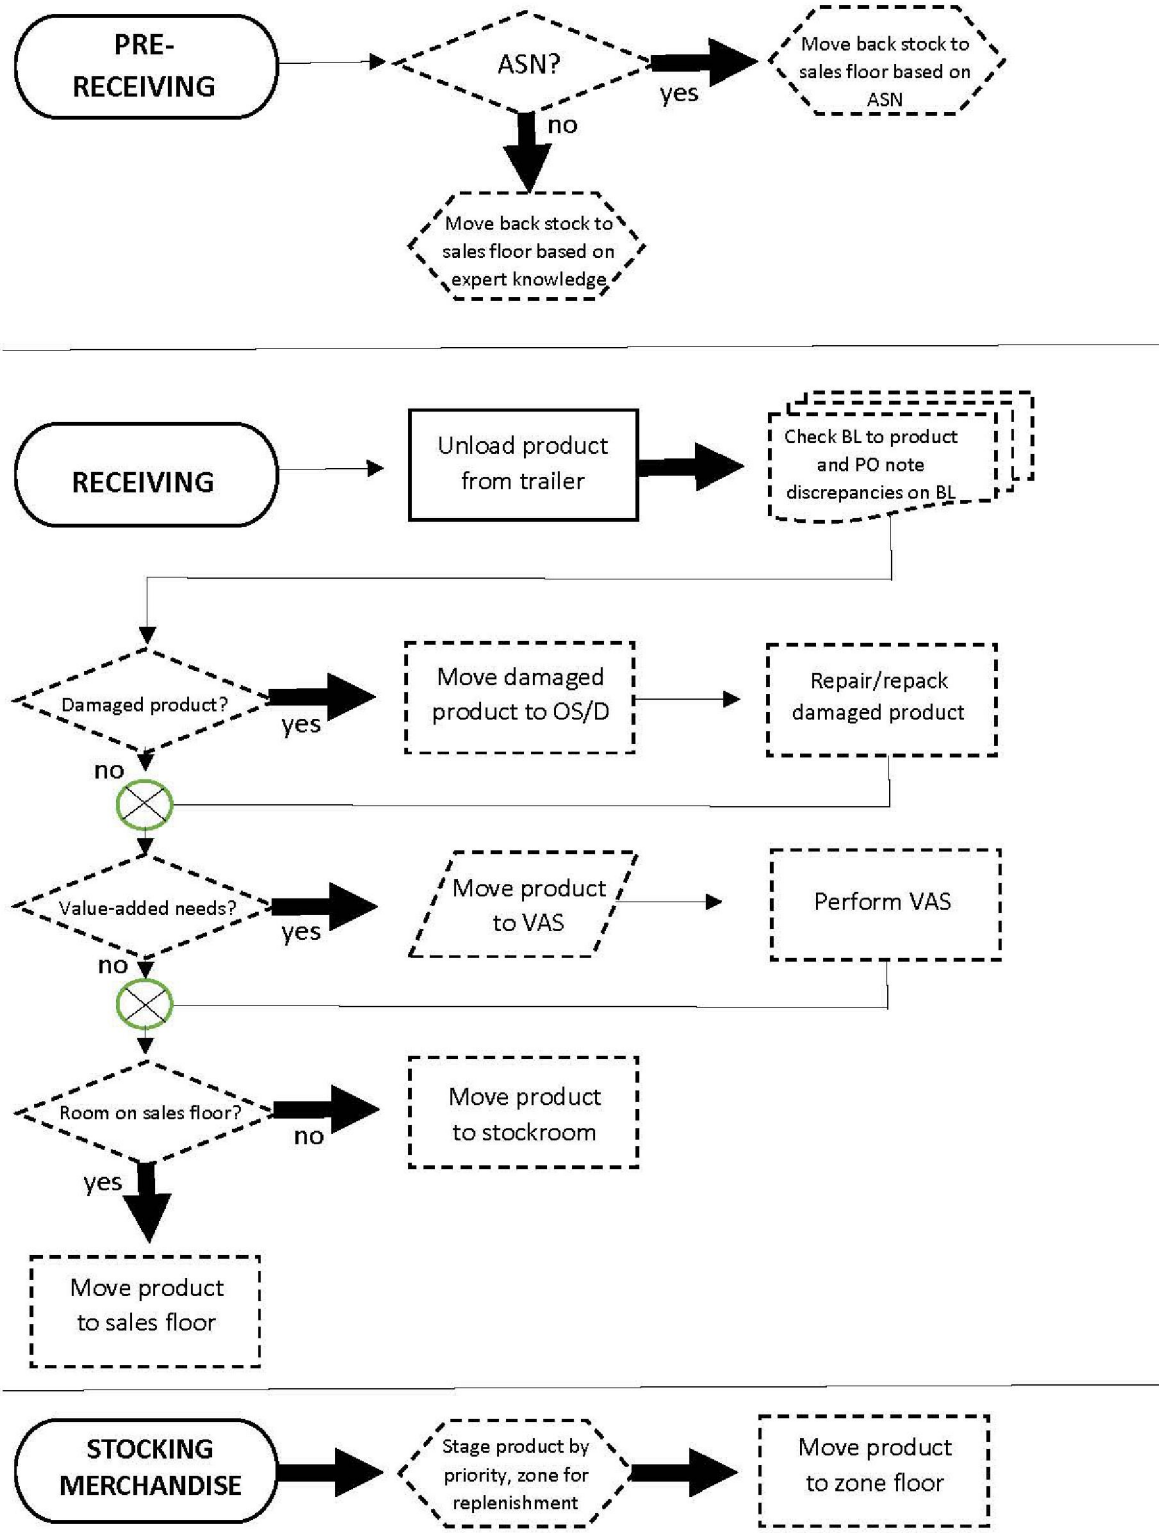 PRE-
RECEIVING
ASN?
yes
Move back stock to
sales floor based on
ASN
no
Move back stock to
sales floor based on
expert knowledge
RECEIVING
Unload product
from trailer
Check BL to product
and PO note
discrepancies on BL
Damaged product?
yes
Move damaged
product to OS/D
Repair/repack
damaged product
no
Value-added needs?
yes
Move product
to VAS
Perform VAS
no
Room on sales floor?
no
Move product
to stockroom
yes
Move product
to sales floor
STOCKING
MERCHANDISE
Stage product by
priority, zone for
replenishment
Move product
to zone floor